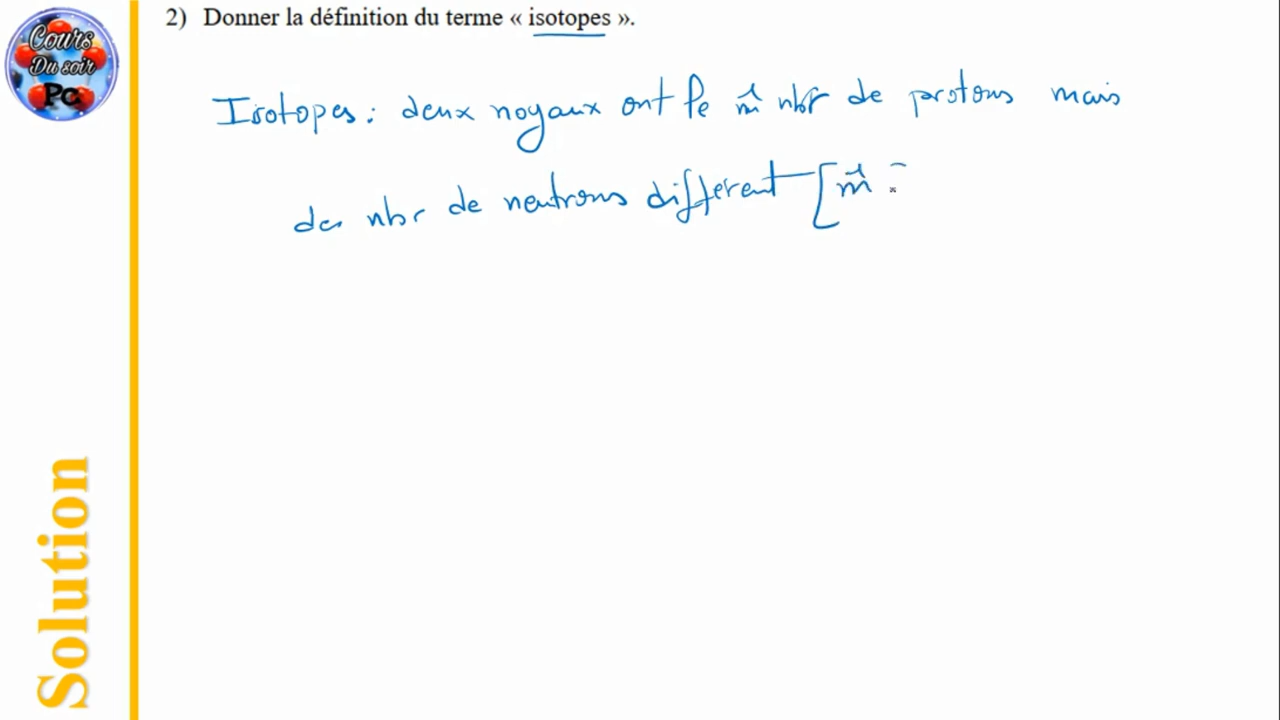 Cours
Du soir
PC
2) Donner la définition du terme « isotopes ».
Isotopes : deux noyaux ont le m̂ nbr de protons mais
des nbr de neutrons different [m̂
Solution